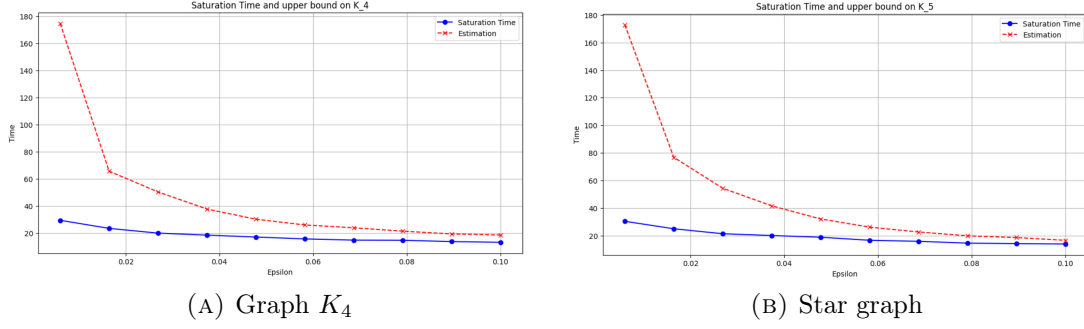 Saturation Time and upper bound on K_4
180
160
140
120
100
80
60
40
20
Time
0.02
0.04
0.06
0.08
0.10
Epsilon
Saturation Time
Estimation
(A) Graph K4
Saturation Time and upper bound on K_5
180
160
140
120
100
80
60
40
20
Time
0.02
0.04
0.06
0.08
0.10
Epsilon
Saturation Time
Estimation
(B) Star graph